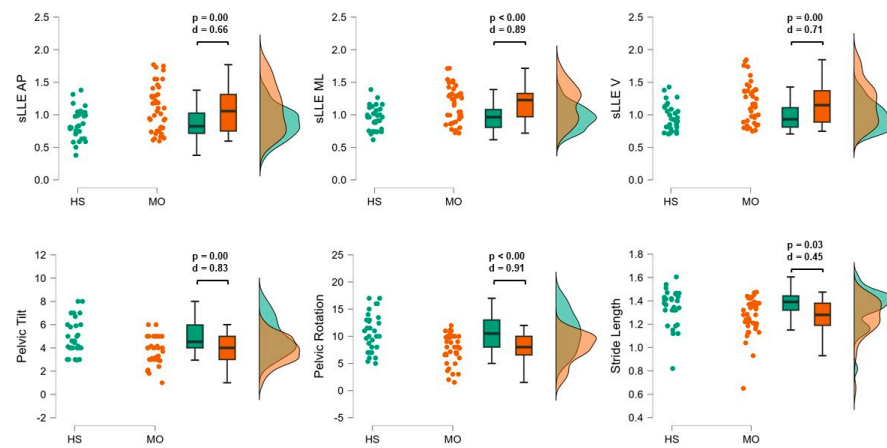 p = 0.00
d = 0.66
sLLE AP
2.5
2.0
1.5
1.0
0.5
0.0
HS
MO
p < 0.00
d = 0.89
sLLE ML
2.5
2.0
1.5
1.0
0.5
0.0
HS
MO
p = 0.00
d = 0.71
sLLE V
2.5
2.0
1.5
1.0
0.5
0.0
HS
MO
p = 0.00
d = 0.83
Pelvic Tilt
12
10
8
6
4
2
0
-2
HS
MO
p < 0.00
d = 0.91
Pelvic Rotation
25
20
15
10
5
0
-5
HS
MO
p = 0.03
d = 0.45
Stride Length
1.8
1.6
1.4
1.2
1.0
0.8
0.6
0.4
HS
MO